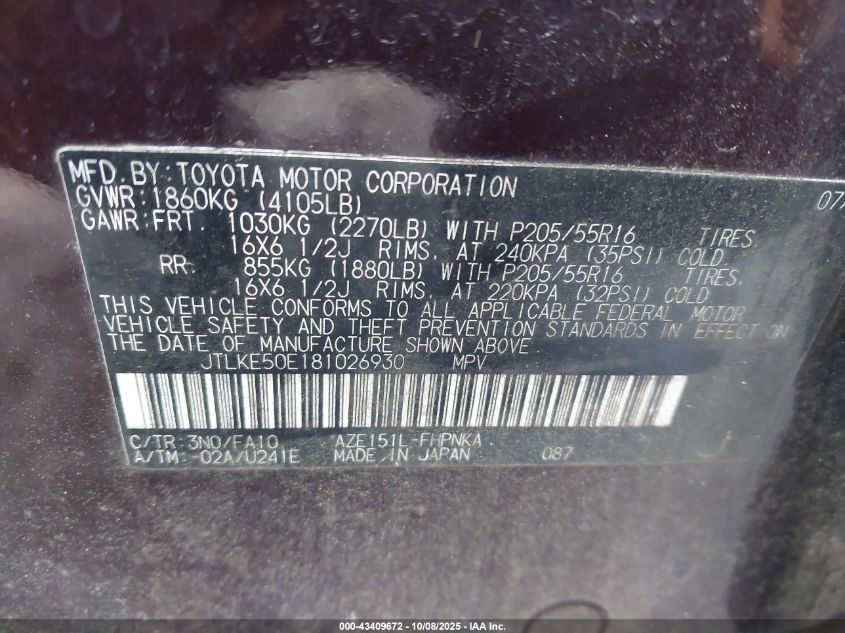 MFD. BY: TOYOTA MOTOR CORPORATION 07/
GVWR: 1860KG (4105LB)
GAWR: FRT. 1030KG (2270LB) WITH P205/55R16 TIRES.
16X6 1/2J RIMS, AT 240KPA (35PSI) COLD.
RR. 855KG (1880LB) WITH P205/55R16 TIRES.
16X6 1/2J RIMS, AT 220KPA (32PSI) COLD
THIS VEHICLE CONFORMS TO ALL APPLICABLE FEDERAL MOTOR
VEHICLE SAFETY AND THEFT PREVENTION STANDARDS IN EFFECT ON
THE DATE OF MANUFACTURE SHOWN ABOVE
JTLKE50E181026930 MPV
C/TR: 3N0/FA10 AZE151L-FHPNKA
A/TM: -02A/U241E MADE IN JAPAN 087
000-43409672 - 10/08/2025 - IAA Inc.